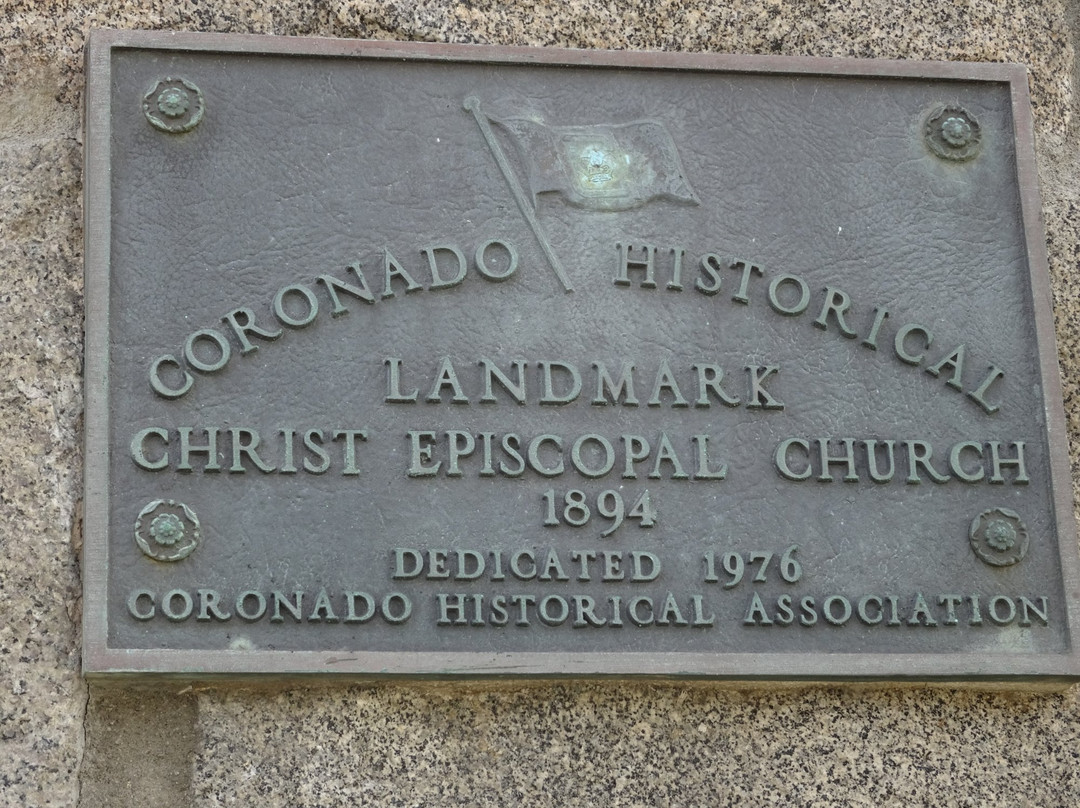 CORONADO HISTORICAL
LANDMARK
CHRIST EPISCOPAL CHURCH
1894
DEDICATED 1976
CORONADO HISTORICAL ASSOCIATION